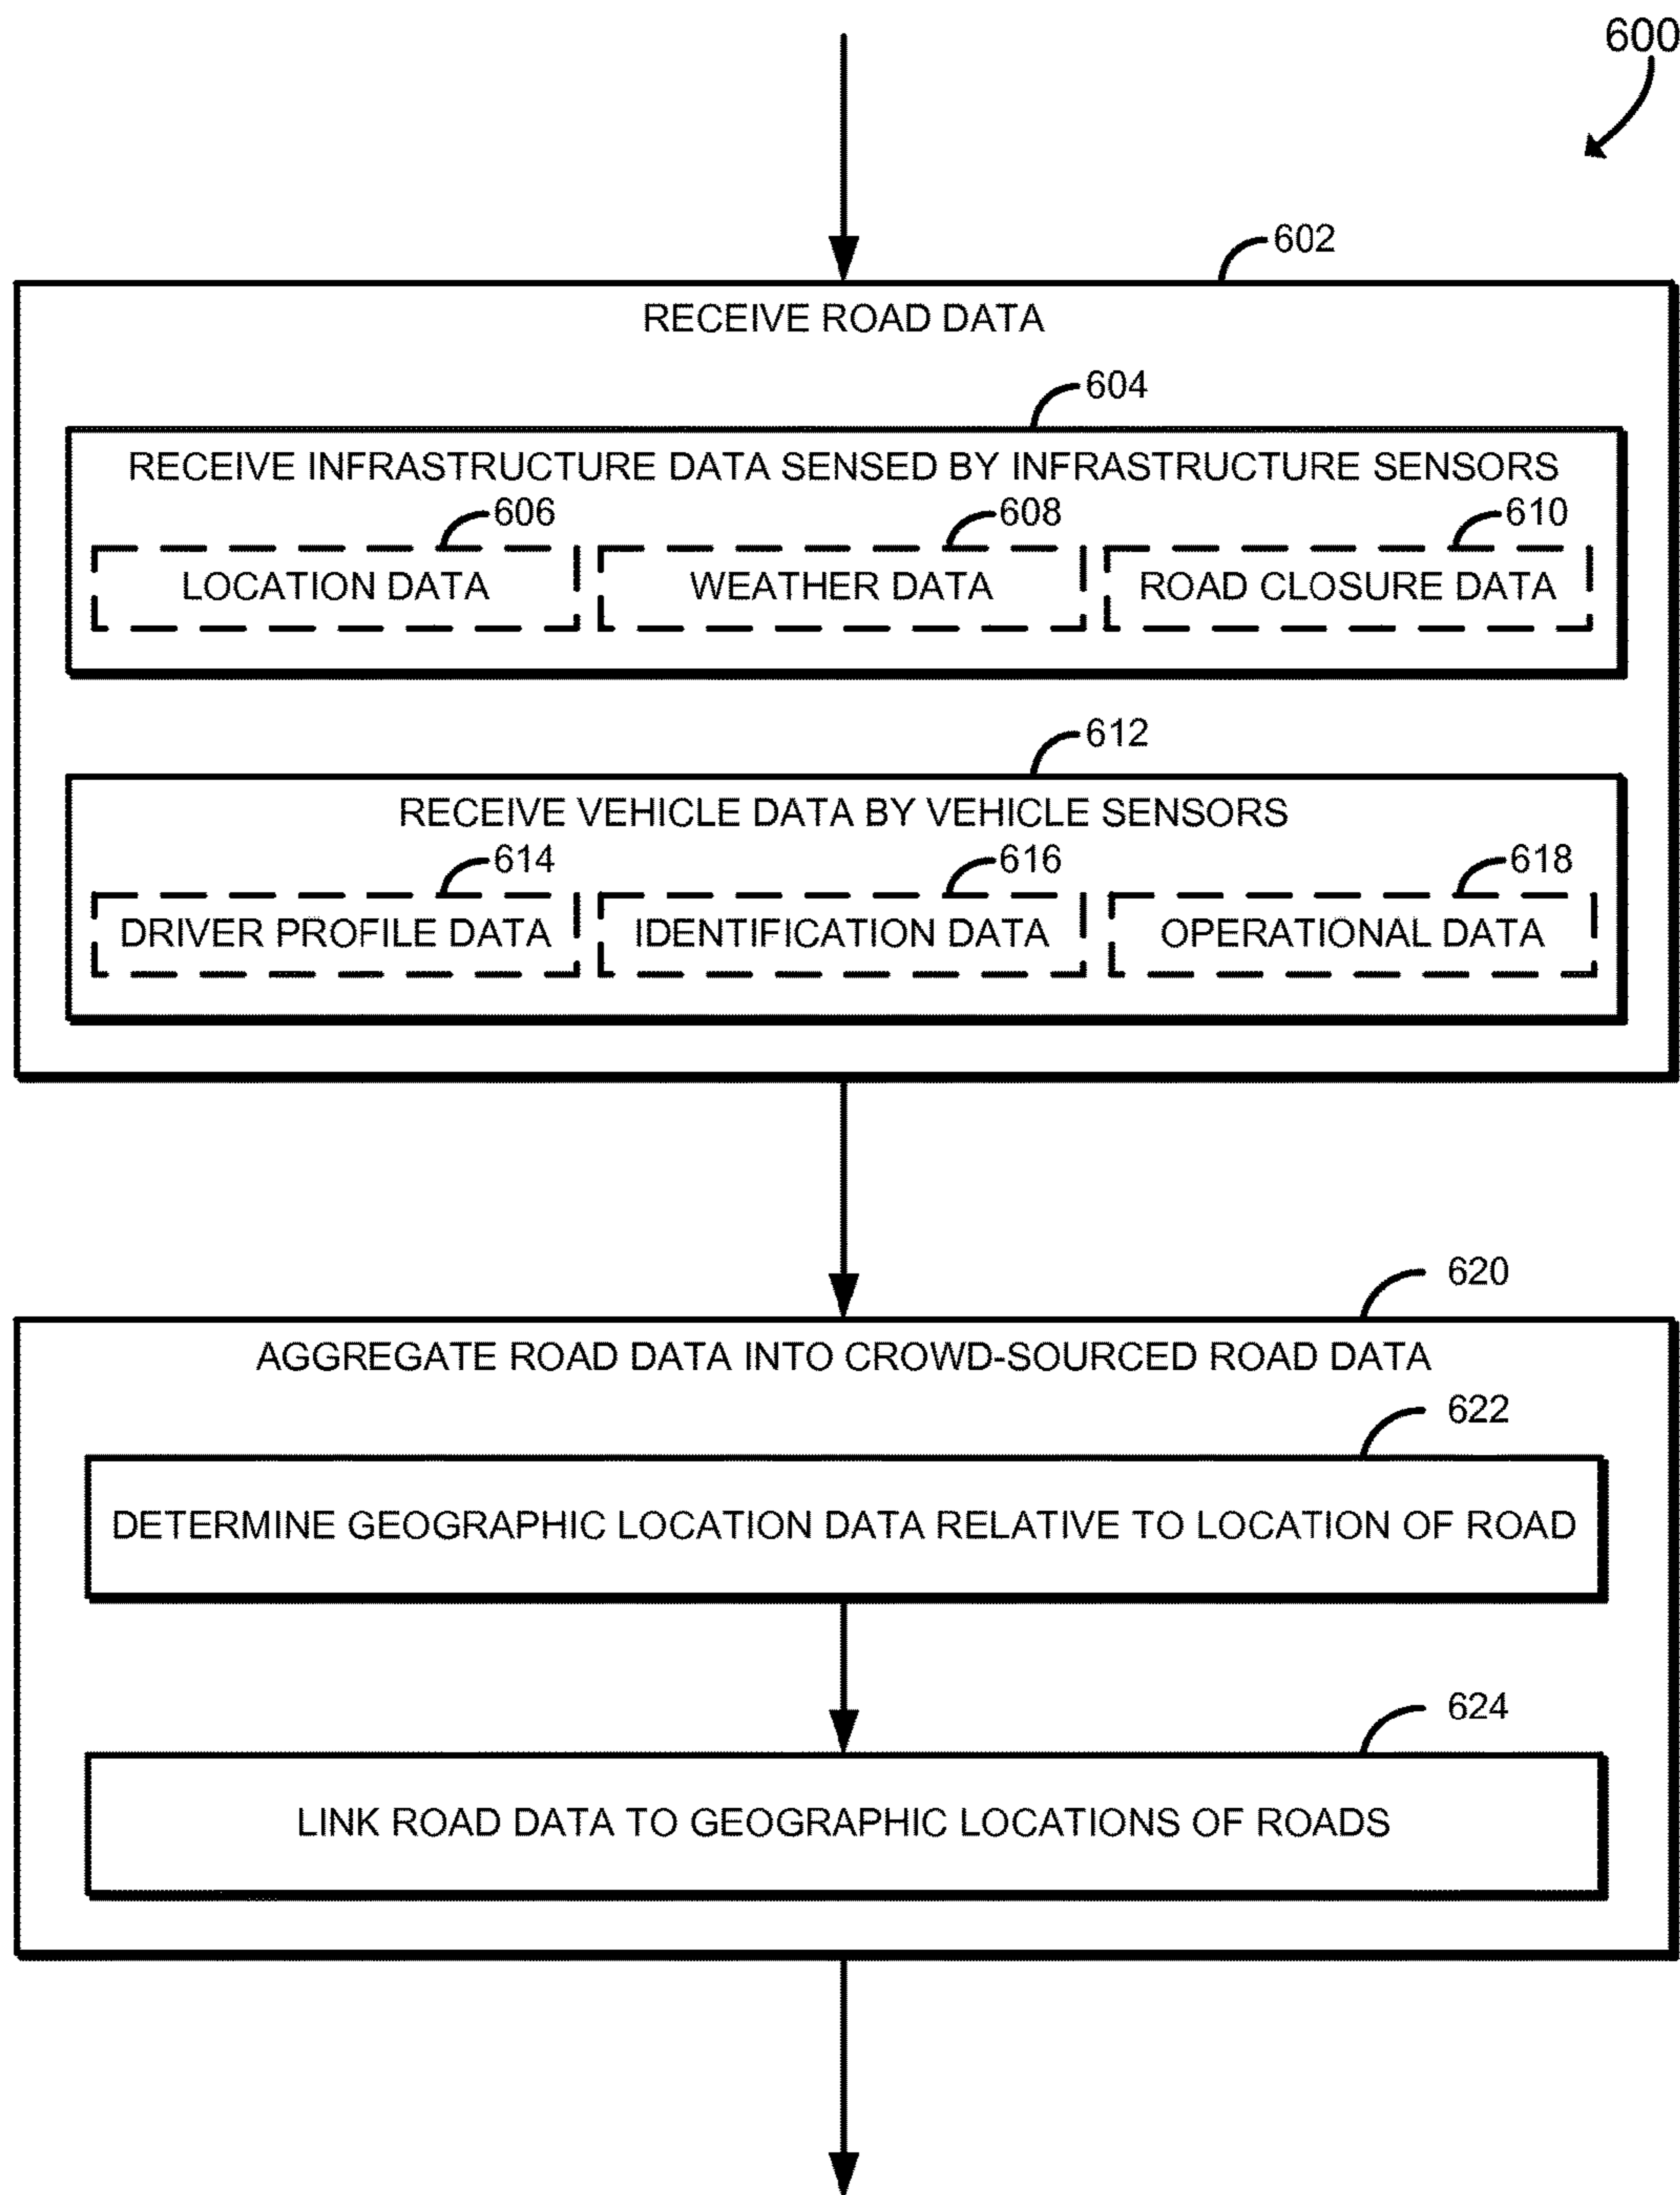 600
602
RECEIVE ROAD DATA
604
RECEIVE INFRASTRUCTURE DATA SENSED BY INFRASTRUCTURE SENSORS
606 608 610
LOCATION DATA WEATHER DATA ROAD CLOSURE DATA
612
RECEIVE VEHICLE DATA BY VEHICLE SENSORS
614 616 618
DRIVER PROFILE DATA IDENTIFICATION DATA OPERATIONAL DATA
620
AGGREGATE ROAD DATA INTO CROWD-SOURCED ROAD DATA
622
DETERMINE GEOGRAPHIC LOCATION DATA RELATIVE TO LOCATION OF ROAD
624
LINK ROAD DATA TO GEOGRAPHIC LOCATIONS OF ROADS